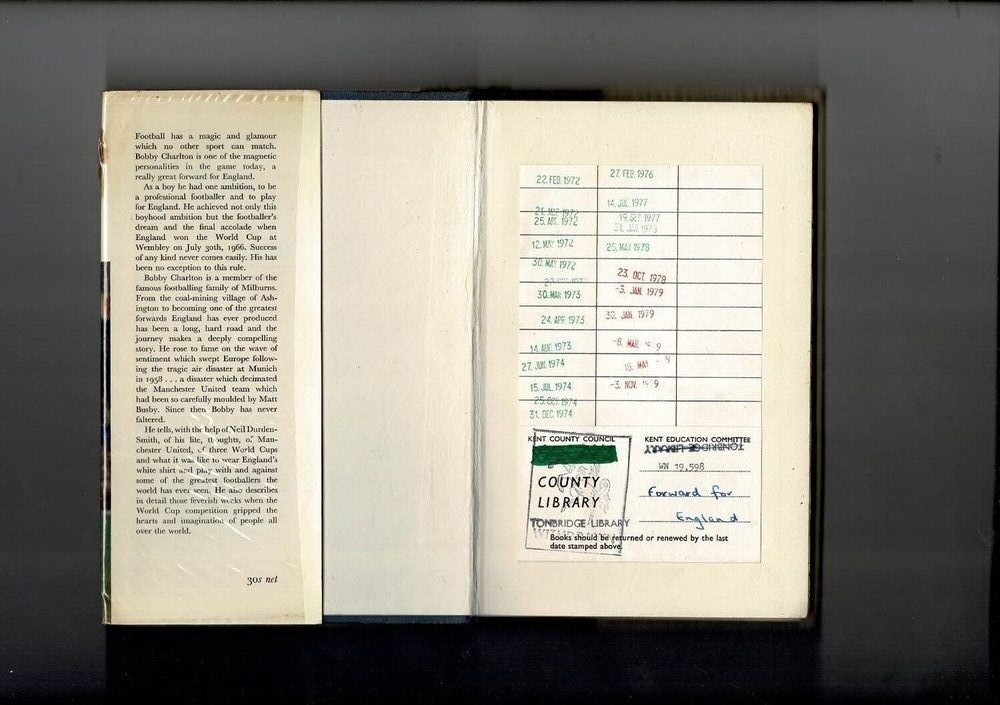 Football has a magic and glamour
which no other sport can match.
Bobby Charlton is one of the magnetic
personalities in the game today, a
really great forward for England.
As a boy he had one ambition, to be
a professional footballer and to play
for England. He achieved not only this
boyhood ambition but the footballer's
dream and the final accolade when
England won the World Cup at
Wembley on July 30th, 1966. Success
of any kind never comes easily. His has
been no exception to this rule.
Bobby Charlton is a member of the
famous footballing family of Milburns.
From the coal-mining village of Ash-
ington to becoming one of the greatest
forwards England has ever produced
has been a long, hard road and the
journey makes a deeply compelling
story. He rose to fame on the wave of
sentiment which swept Europe follow-
ing the tragic air disaster at Munich
in 1958 . . . a disaster which decimated
the Manchester United team which
had been so carefully moulded by Matt
Busby. Since then Bobby has never
faltered.
He tells, with the help of Neil Durden-
Smith, of his life, thoughts, of Man-
chester United, of three World Cups
and what it was like to wear England's
white shirt and play with and against
some of the greatest footballers the
world has ever seen. He also describes
in detail those feverish weeks when the
World Cup competition gripped the
hearts and imagination of people all
over the world.
30s net
22. FEB. 1972
25. APR. 1972
12. MAY 1972
30. MAY 1972
30. MAR 1973
24. APR 1973
14. AUG. 1973
27. JUN 1974
15. JUL 1974
25. OCT 1974
31. DEC. 1974
27. FEB. 1976
14. JUL 1977
19. SEP 1977
25. MAY 1978
23. OCT. 1978
-3. JAN. 1979
30. JAN. 1979
-8. MAR 9
18. MAY 9
-3. NOV. 9
KENT COUNTY COUNCIL
COUNTY
LIBRARY
TONBRIDGE LIBRARY
KENT EDUCATION COMMITTEE
TONBRIDGE LIBRARY
WN 19,598
Forward for
England
Books should be returned or renewed by the last
date stamped above.